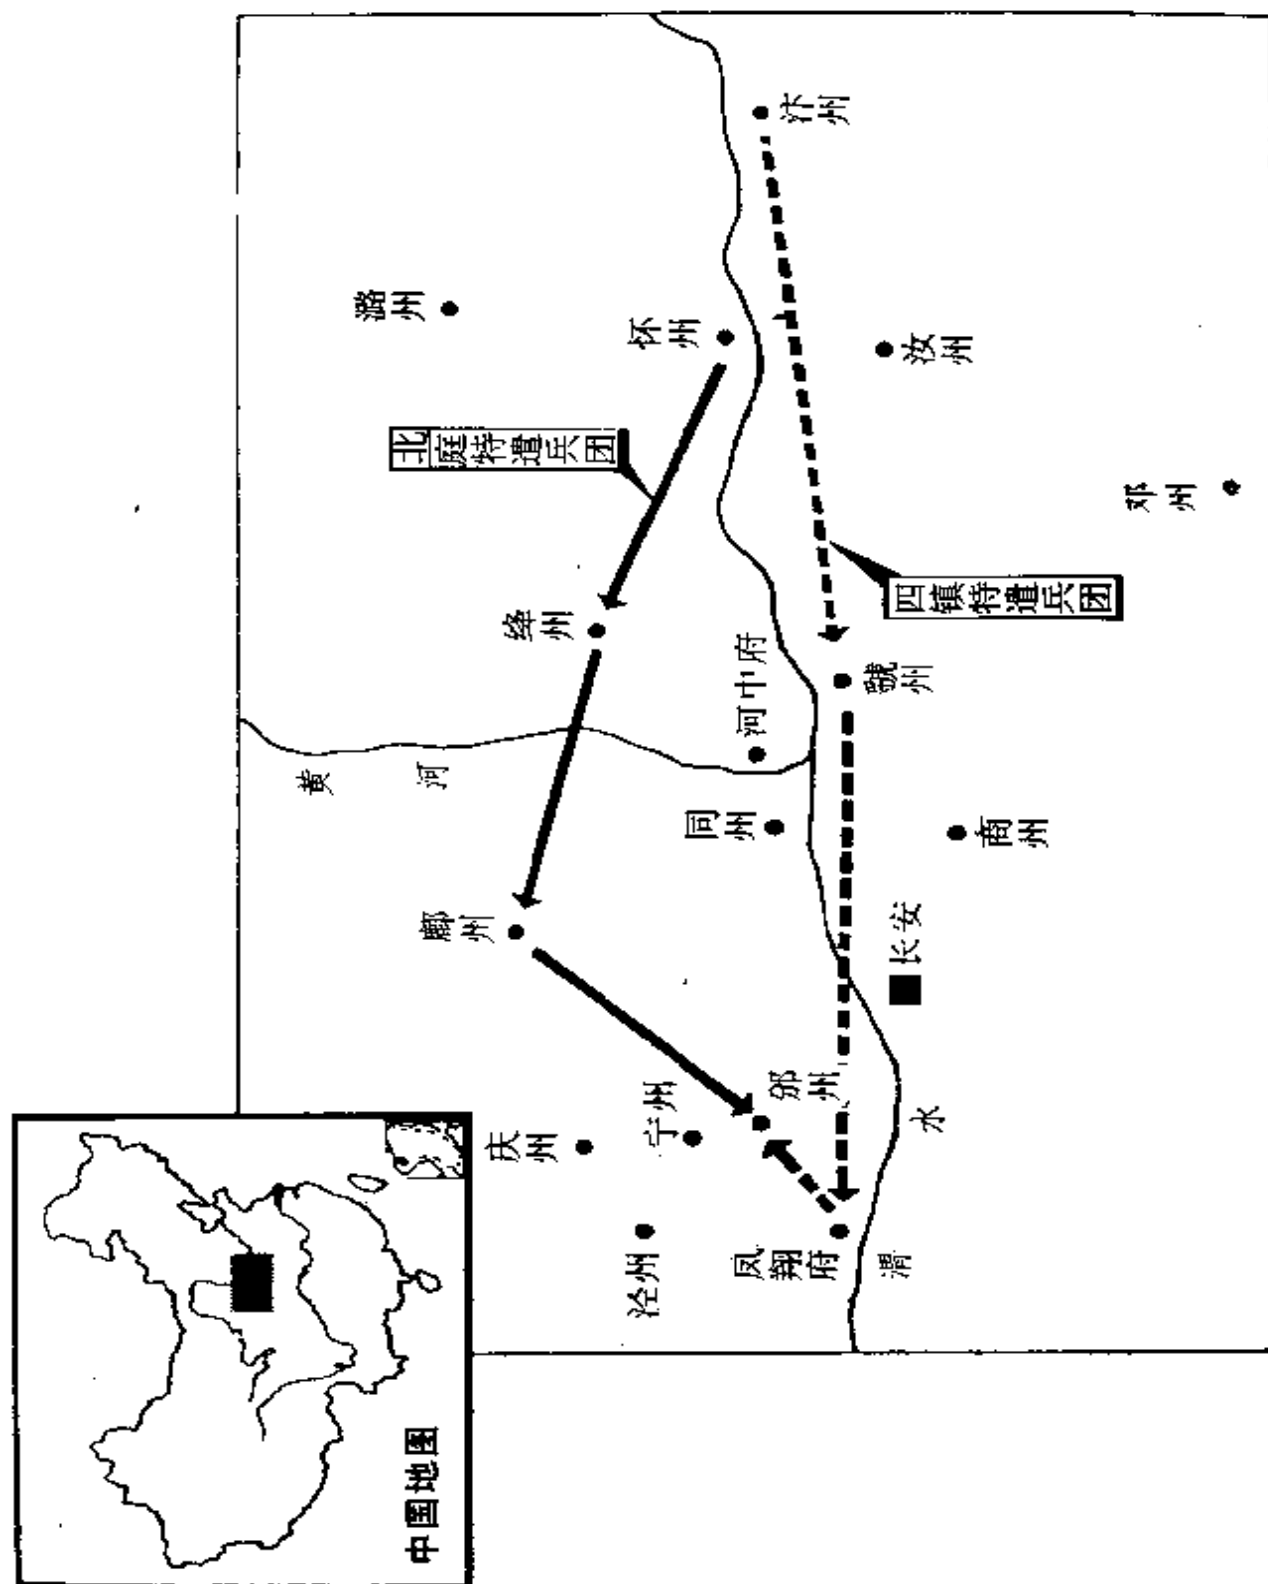 黄河
潞州
中国地图
北庭特遣兵团
鄜州
庆州
绛州
泾州
怀州
宁州
同州
河中府
凤翔府
邠州
汴州
虢州
渭水
长安
四镇特遣兵团
汝州
商州
邓州